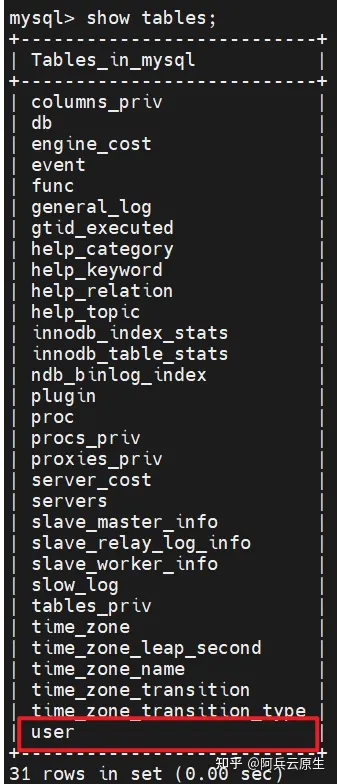 mysql> show tables;
+----------------------------+
| Tables_in_mysql            |
+----------------------------+
| columns_priv               |
| db                         |
| engine_cost                |
| event                      |
| func                       |
| general_log                |
| gtid_executed              |
| help_category              |
| help_keyword               |
| help_relation              |
| help_topic                 |
| innodb_index_stats         |
| innodb_table_stats         |
| ndb_binlog_index           |
| plugin                     |
| proc                       |
| procs_priv                 |
| proxies_priv               |
| server_cost                |
| servers                    |
| slave_master_info          |
| slave_relay_log_info       |
| slave_worker_info          |
| slow_log                   |
| tables_priv                |
| time_zone                  |
| time_zone_leap_second      |
| time_zone_name             |
| time_zone_transition       |
| time_zone_transition_type  |
| user                       |
+----------------------------+
31 rows in set (0.00 sec)
知乎 @阿兵云原生